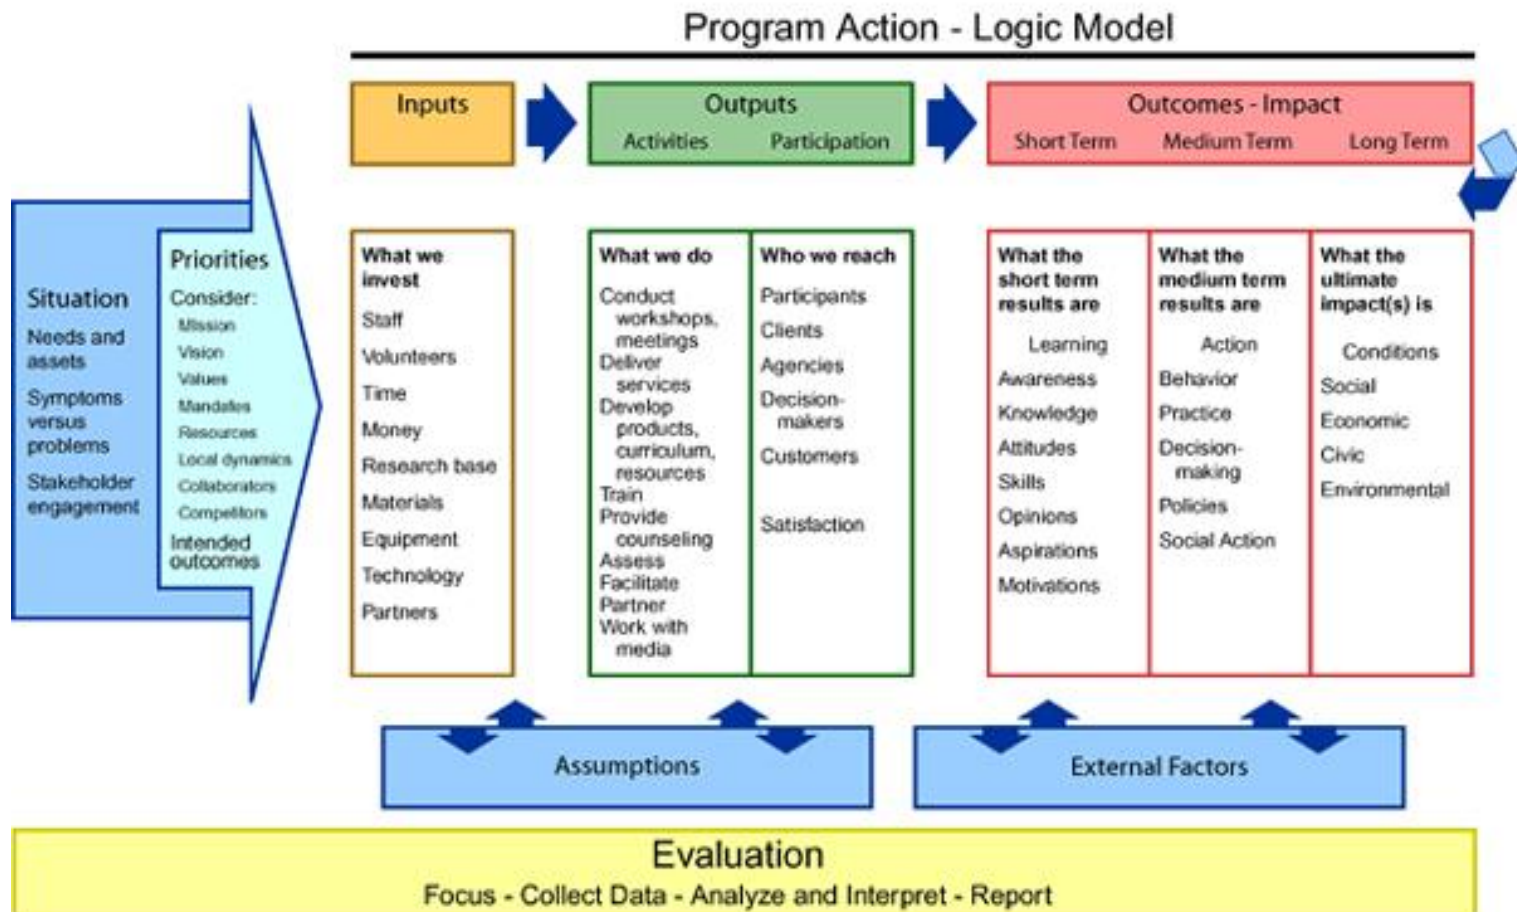 Program Action - Logic Model
Inputs
Outputs
Activities
Participation
Outcomes - Impact
Short Term
Medium Term
Long Term
Situation
Needs and
assets
Symptoms
versus
problems
Stakeholder
engagement
Priorities
Consider:
Mission
Vision
Values
Mandates
Resources
Local dynamics
Collaborators
Competitors
Intended
outcomes
What we
invest
Staff
Volunteers
Time
Money
Research base
Materials
Equipment
Technology
Partners
What we do
Conduct
workshops,
meetings
Deliver
services
Develop
products,
curriculum,
resources
Train
Provide
counseling
Assess
Facilitate
Partner
Work with
media
Who we reach
Participants
Clients
Agencies
Decision-
makers
Customers
Satisfaction
What the
short term
results are
Learning
Awareness
Knowledge
Attitudes
Skills
Opinions
Aspirations
Motivations
What the
medium term
results are
Action
Behavior
Practice
Decision-
making
Policies
Social Action
What the
ultimate
impact(s) is
Conditions
Social
Economic
Civic
Environmental
Assumptions
External Factors
Evaluation
Focus - Collect Data - Analyze and Interpret - Report